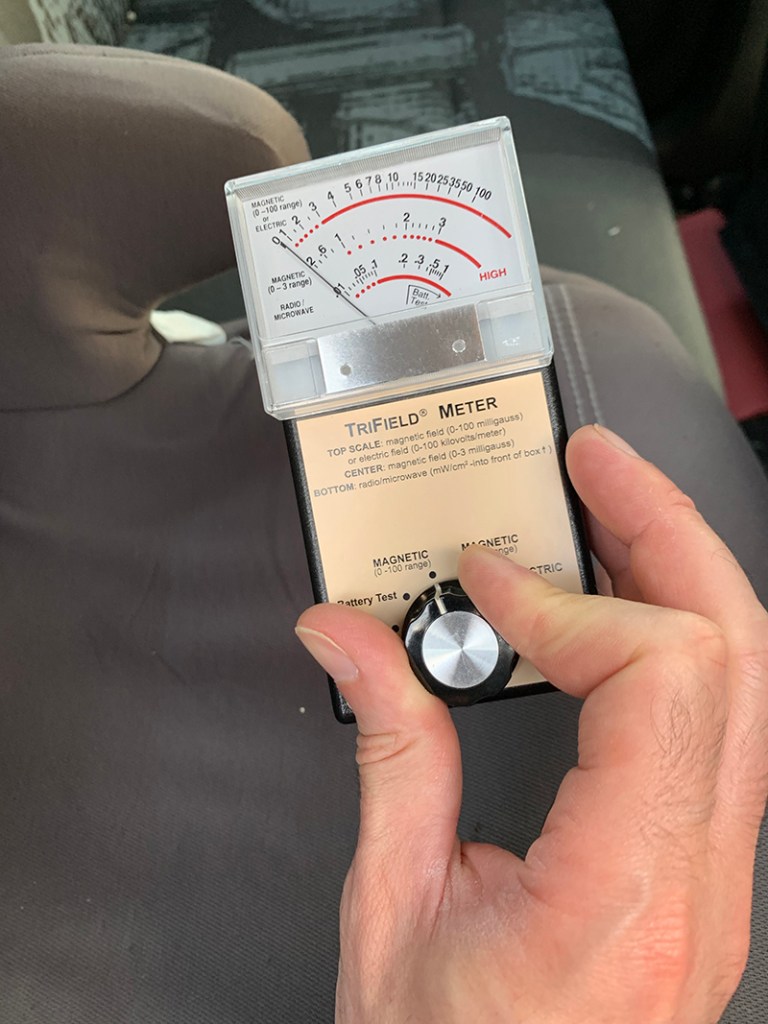 MAGNETIC
(0 –100 range)
or
ELECTRIC
0 1 2 3 4 5 6 7 8 10 15 20 25 35 50 100
MAGNETIC
(0 – 3 range)
.2 .6 1 2 3
HIGH
RADIO /
MICROWAVE
.01 .05 .1 .2 .3 .5 1
Batt.
Test
TRIFIELD® METER
TOP SCALE: magnetic field (0-100 milligauss)
or electric field (0-100 kilovolts/meter)
CENTER: magnetic field (0-3 milligauss)
BOTTOM: radio/microwave (mW/cm² -into front of box † )
MAGNETIC
(0 -100 range)
MAGNETIC
Battery Test